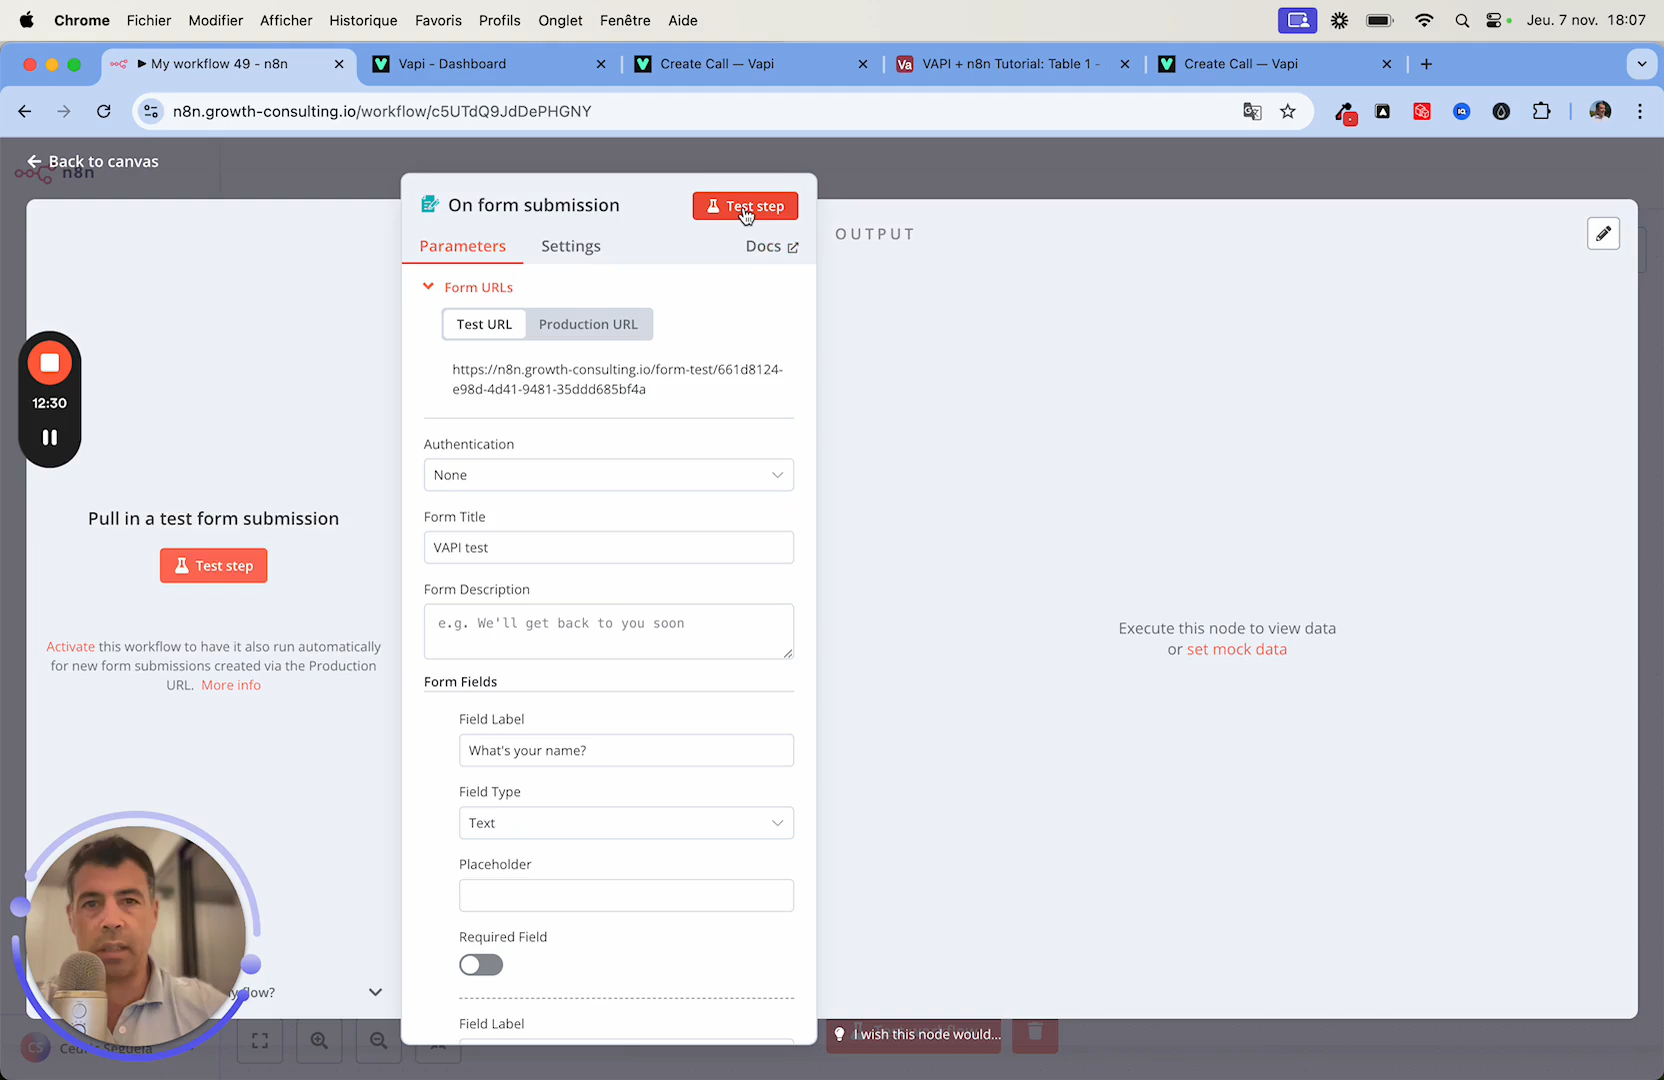 Chrome Fichier Modifier Afficher Historique Favoris Profils Onglet Fenêtre Aide Jeu. 7 nov. 18:07
My workflow 49 - n8n
Vapi - Dashboard
Create Call — Vapi
VAPI + n8n Tutorial: Table 1 -
Create Call — Vapi
n8n.growth-consulting.io/workflow/c5UTdQ9JdDePHGNY
Back to canvas
n8n
On form submission
Test step
Parameters
Settings
Docs
Form URLs
Test URL
Production URL
https://n8n.growth-consulting.io/form-test/661d8124-
e98d-4d41-9481-35ddd685bf4a
Authentication
None
Form Title
VAPI test
Form Description
e.g. We'll get back to you soon
Form Fields
Field Label
What's your name?
Field Type
Text
Placeholder
Required Field
Field Label
OUTPUT
Execute this node to view data
or set mock data
12:30
Pull in a test form submission
Test step
Activate this workflow to have it also run automatically
for new form submissions created via the Production
URL. More info
I wish this node would...